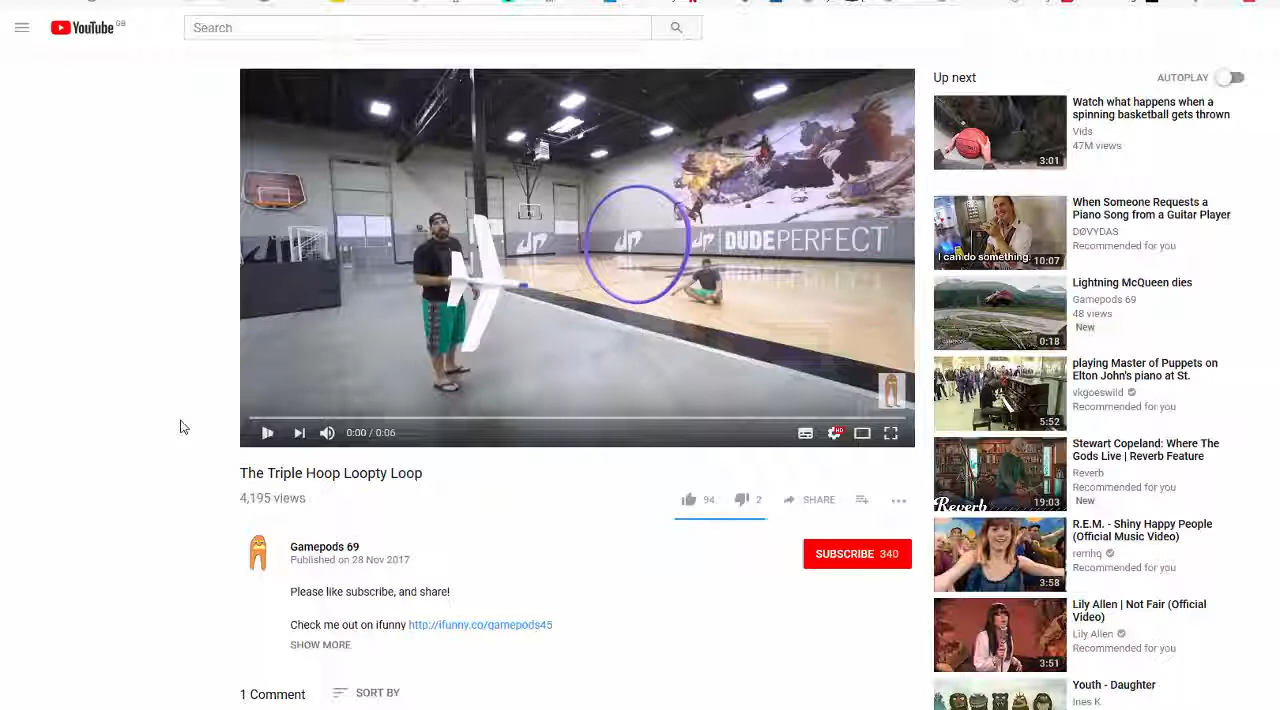 YouTube GB
Search
dp
dp
dp DUDEPERFECT
0:00 / 0:06
HD
The Triple Hoop Loopty Loop
4,195 views
94
2
SHARE
Gamepods 69
Published on 28 Nov 2017
SUBSCRIBE 340
Please like subscribe, and share!
Check me out on ifunny http://ifunny.co/gamepods45
SHOW MORE
1 Comment
SORT BY
Up next
AUTOPLAY
3:01
Watch what happens when a
spinning basketball gets thrown
Vids
47M views
I can do something.
10:07
When Someone Requests a
Piano Song from a Guitar Player
DØVYDAS
Recommended for you
0:18
Lightning McQueen dies
Gamepods 69
48 views
New
5:52
playing Master of Puppets on
Elton John's piano at St.
vkgoeswild
Recommended for you
Reverb
19:03
Stewart Copeland: Where The
Gods Live | Reverb Feature
Reverb
Recommended for you
New
3:58
R.E.M. - Shiny Happy People
(Official Music Video)
remhq
Recommended for you
3:51
Lily Allen | Not Fair (Official
Video)
Lily Allen
Recommended for you
Youth - Daughter
Ines K.